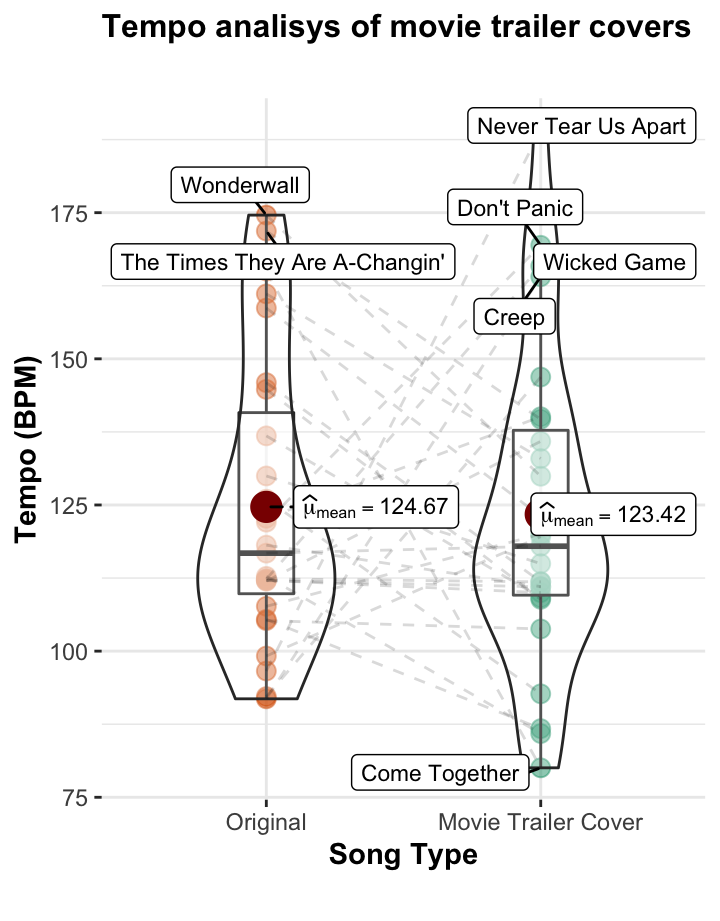 Tempo analisys of movie trailer covers
Never Tear Us Apart
Wonderwall
Don't Panic
175
The Times They Are A-Changin'
Wicked Game
Creep
150
Tempo (BPM)
125
μ̂mean = 124.67
μ̂mean = 123.42
100
Come Together
75
Original
Movie Trailer Cover
Song Type